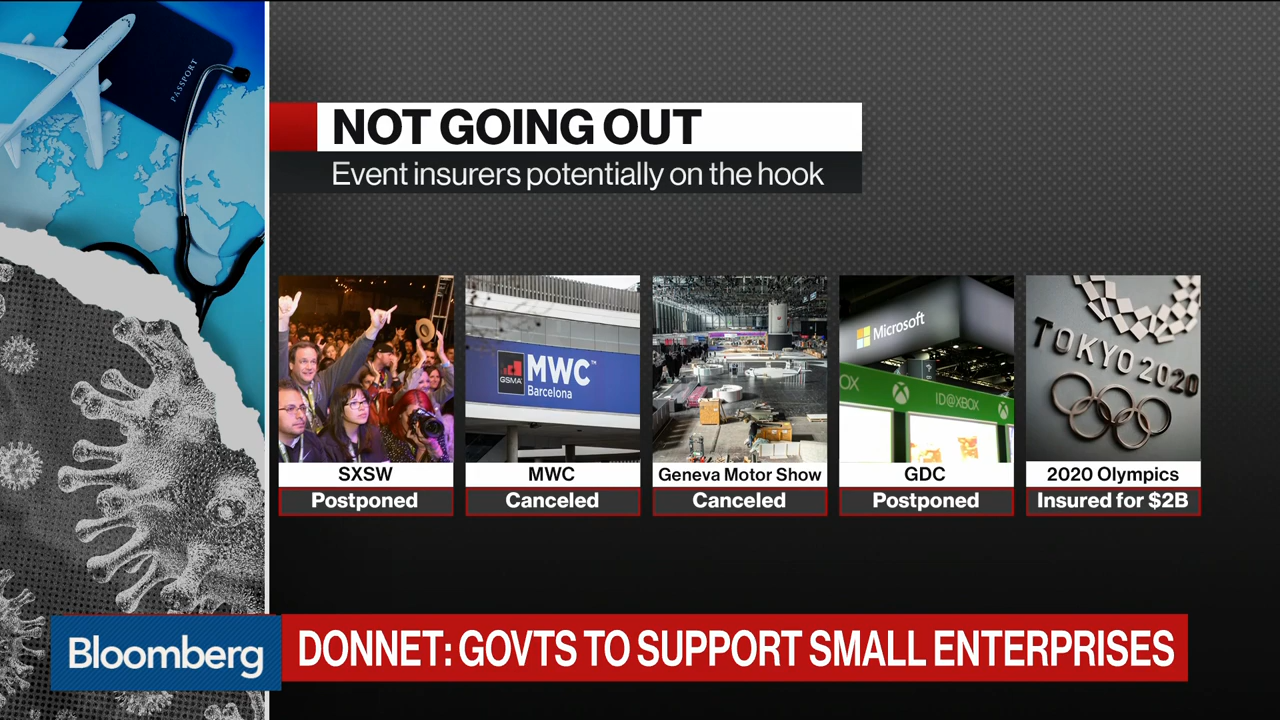 PASSPORT
NOT GOING OUT
Event insurers potentially on the hook
GSMA
MWC™
Barcelona
Microsoft
OX
ID@XBOX
TOKYO 2020
SXSW
MWC
Geneva Motor Show
GDC
2020 Olympics
Postponed
Canceled
Canceled
Postponed
Insured for $2B
Bloomberg
DONNET: GOVTS TO SUPPORT SMALL ENTERPRISES